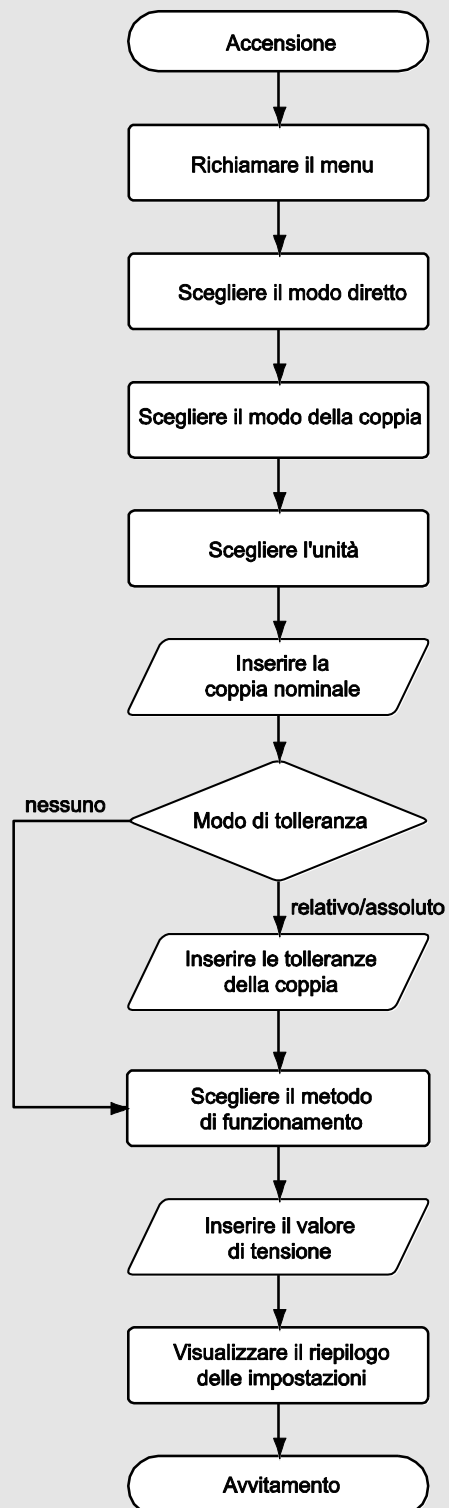 Accensione
Richiamare il menu
Scegliere il modo diretto
Scegliere il modo della coppia
Scegliere l'unità
Inserire la
coppia nominale
nessuno
Modo di tolleranza
relativo/assoluto
Inserire le tolleranze
della coppia
Scegliere il metodo
di funzionamento
Inserire il valore
di tensione
Visualizzare il riepilogo
delle impostazioni
Avvitamento